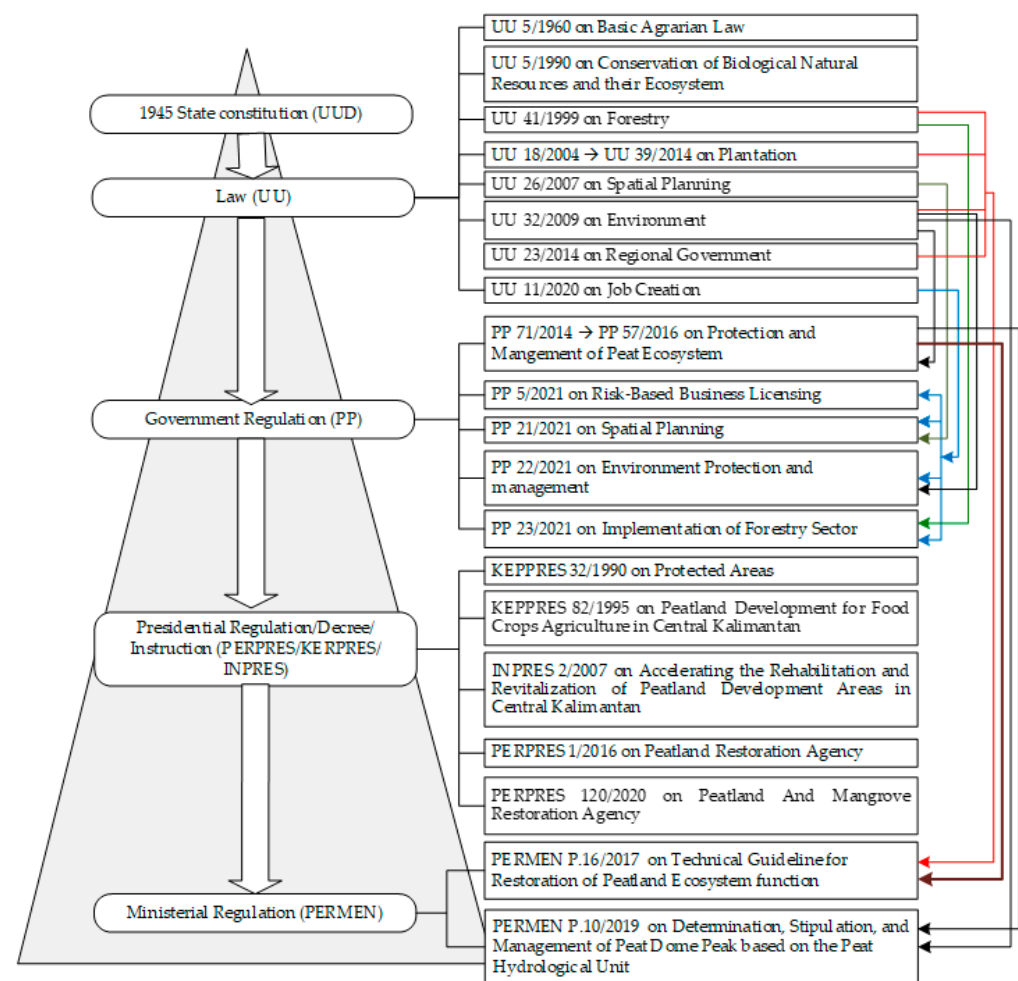 1945 State constitution (UUD)
Law (UU)
Government Regulation (PP)
Presidential Regulation/Decree/
Instruction (PERPRES/KERPRES/
INPRES)
Ministerial Regulation (PERMEN)
UU 5/1960 on Basic Agrarian Law
UU 5/1990 on Conservation of Biological Natural
Resources and their Ecosystem
UU 41/1999 on Forestry
UU 18/2004 → UU 39/2014 on Plantation
UU 26/2007 on Spatial Planning
UU 32/2009 on Environment
UU 23/2014 on Regional Government
UU 11/2020 on Job Creation
PP 71/2014 → PP 57/2016 on Protection and
Mangement of Peat Ecosystem
PP 5/2021 on Risk-Based Business Licensing
PP 21/2021 on Spatial Planning
PP 22/2021 on Environment Protection and
management
PP 23/2021 on Implementation of Forestry Sector
KEPPRES 32/1990 on Protected Areas
KEPPRES 82/1995 on Peatland Development for Food
Crops Agriculture in Central Kalimantan
INPRES 2/2007 on Accelerating the Rehabilitation and
Revitalization of Peatland Development Areas in
Central Kalimantan
PERPRES 1/2016 on Peatland Restoration Agency
PERPRES 120/2020 on Peatland And Mangrove
Restoration Agency
PERMEN P.16/2017 on Technical Guideline for
Restoration of Peatland Ecosystem function
PERMEN P.10/2019 on Determination, Stipulation, and
Management of Peat Dome Peak based on the Peat
Hydrological Unit